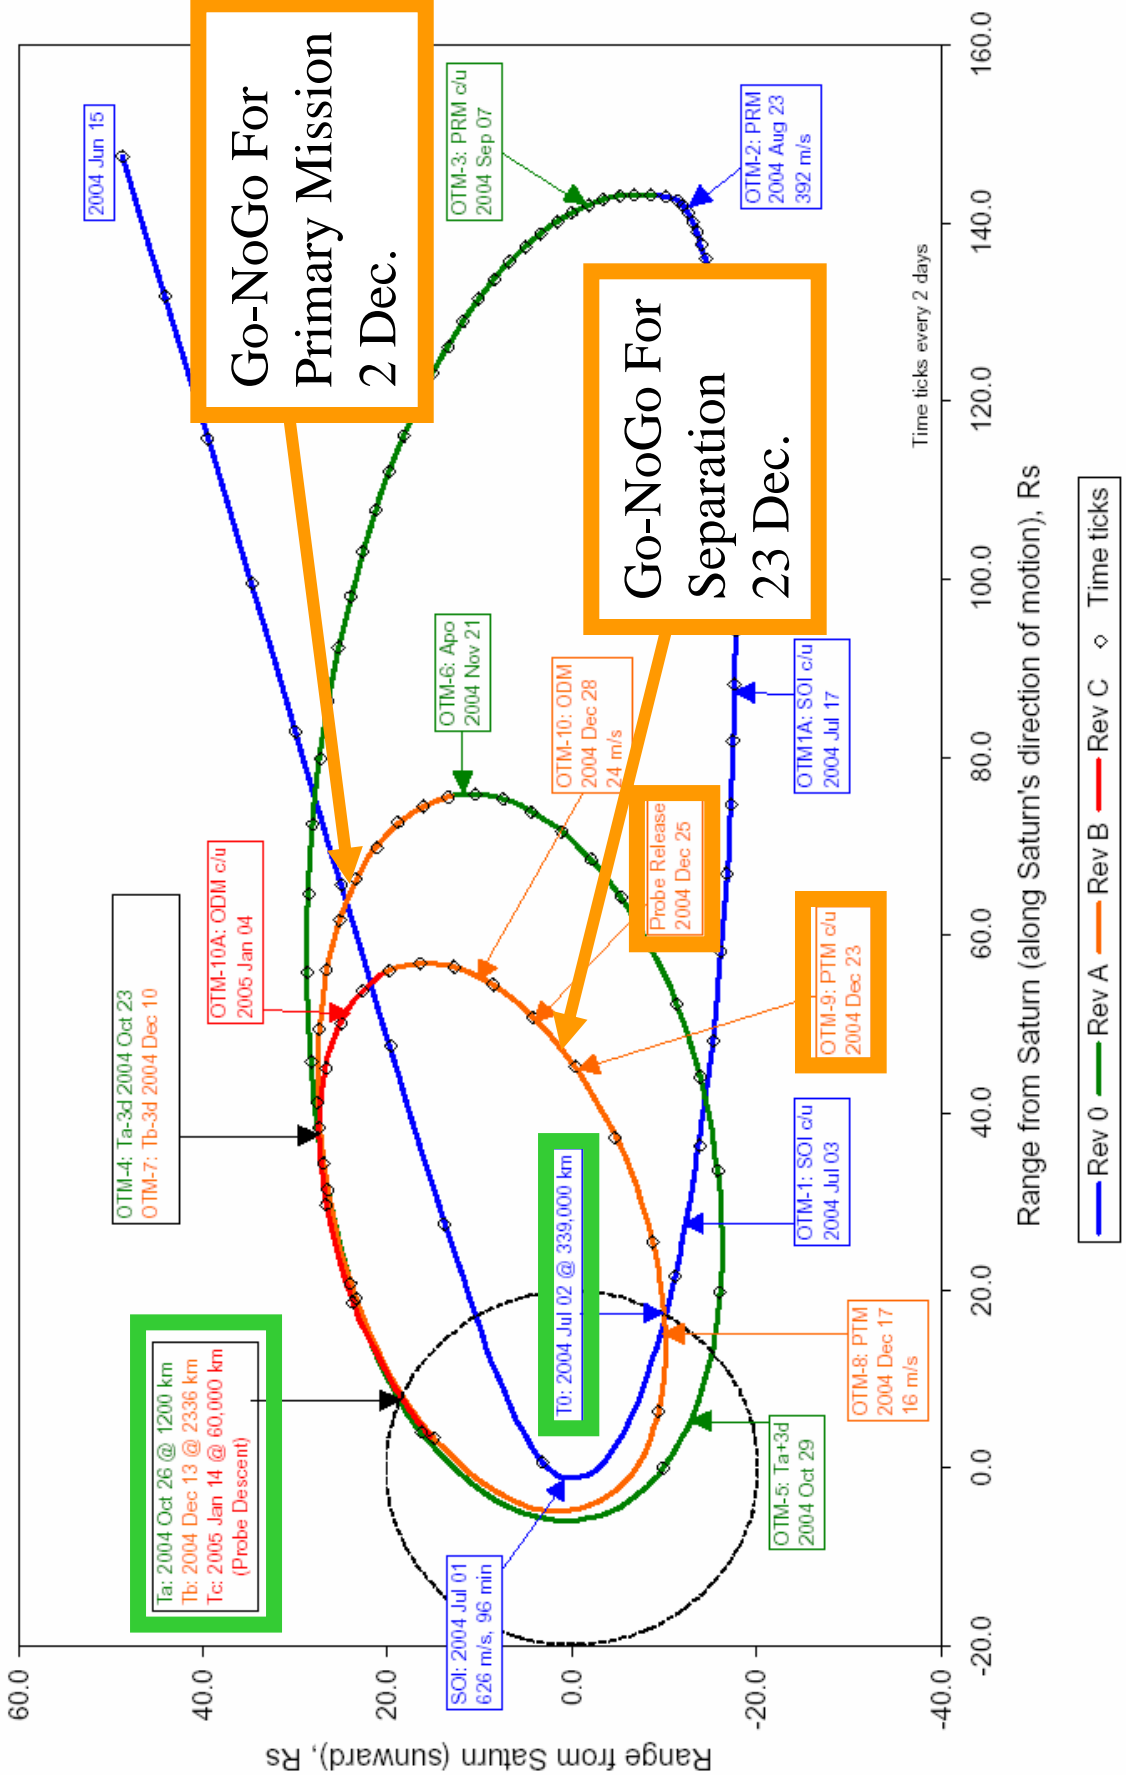 2004 Jun 15
Go-NoGo For
Primary Mission
2 Dec.
OTM-3: PRM c/u
2004 Sep 07
OTM-2: PRM
2004 Aug 23
392 m/s
OTM-4: Ta-3d 2004 Oct 23
OTM-7: Tb-3d 2004 Dec 10
OTM-10A: ODM c/u
2005 Jan 04
OTM-6: Apo
2004 Nov 21
OTM-10: ODM
2004 Dec 28
24 m/s
Go-NoGo For
Separation
23 Dec.
Time ticks every 2 days
Probe Release
2004 Dec 25
OTM1A: SOI c/u
2004 Jul 17
OTM-9: PTM c/u
2004 Dec 23
Ta: 2004 Oct 26 @ 1200 km
Tb: 2004 Dec 13 @ 2336 km
Tc: 2005 Jan 14 @ 60,000 km
(Probe Descent)
T0: 2004 Jul 02 @ 339,000 km
OTM-1: SOI c/u
2004 Jul 03
SOI: 2004 Jul 01
626 m/s, 96 min
OTM-5: Ta+3d
2004 Oct 29
OTM-8: PTM
2004 Dec 17
16 m/s
60.0
40.0
20.0
0.0
-20.0
-40.0
Range from Saturn (sunward), Rs
-20.0 0.0 20.0 40.0 60.0 80.0 100.0 120.0 140.0 160.0
Range from Saturn (along Saturn's direction of motion), Rs
Rev 0 Rev A Rev B Rev C Time ticks